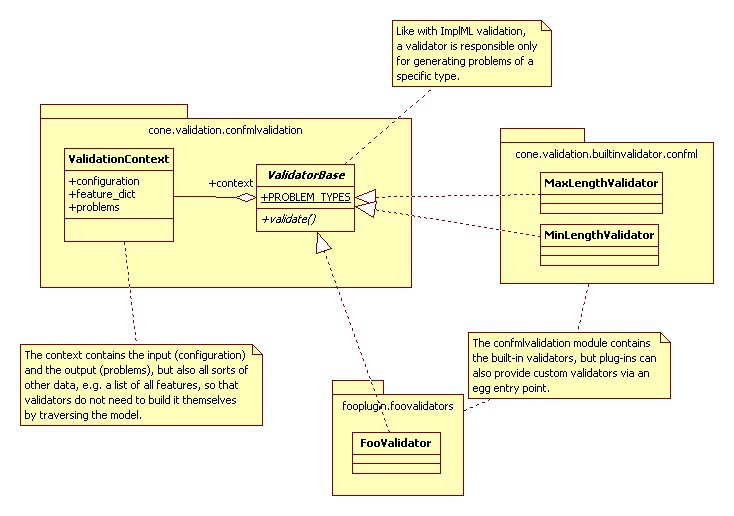 Like with ImplML validation,
a validator is responsible only
for generating problems of a
specific type.
cone.validation.confmlvalidation
ValidationContext
+configuration
+feature_dict
+problems
+context
ValidatorBase
+PROBLEM_TYPES
+validate()
cone.validation.builtinvalidator.confml
MaxLengthValidator
MinLengthValidator
The context contains the input (configuration)
and the output (problems), but also all sorts of
other data, e.g. a list of all features, so that
validators do not need to build it themselves
by traversing the model.
The confmlvalidation module contains
the built-in validators, but plug-ins can
also provide custom validators via an
egg entry point.
fooplugin.foovalidators
FooValidator